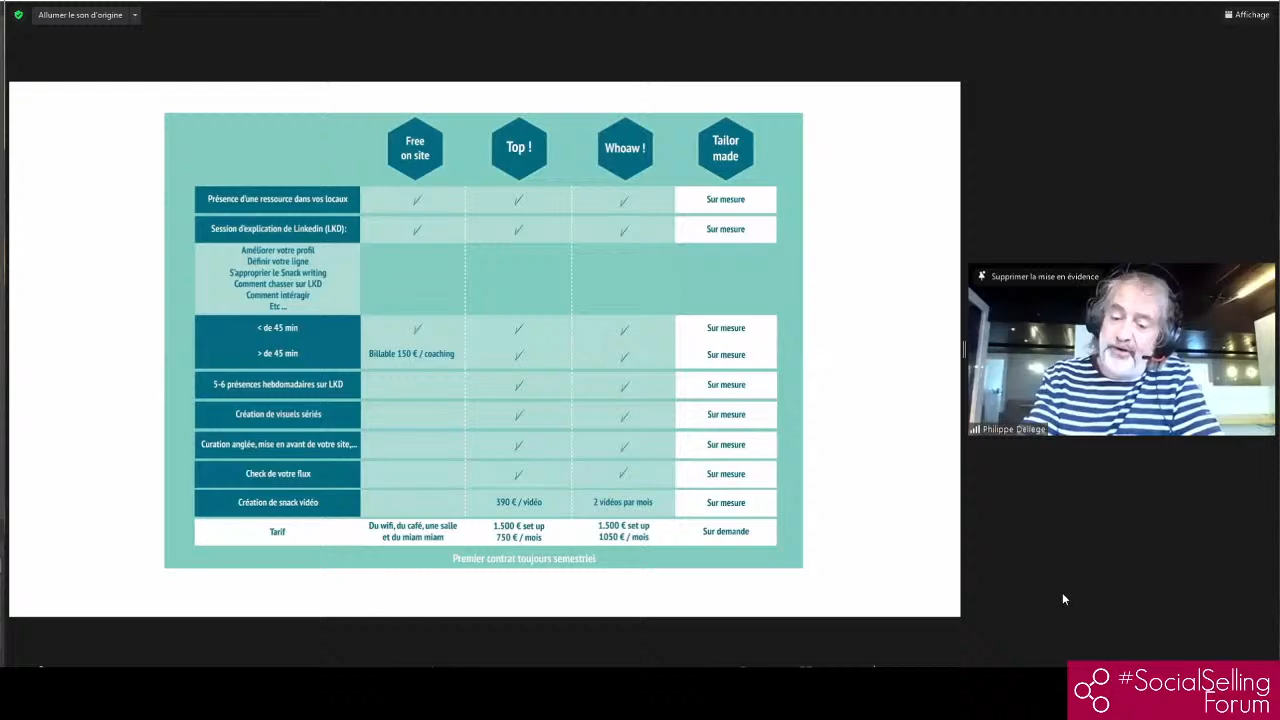 Allumer le son d'origine
Affichage
Free
on site
Top !
Whoaw !
Tailor
made
Présence d'une ressource dans vos locaux
Sur mesure
Session d'explication de Linkedin (LKD):
Sur mesure
Améliorer votre profil
Définir votre ligne
S'approprier le Snack writing
Comment chasser sur LKD
Comment intéragir
Etc ...
< de 45 min
Sur mesure
> de 45 min
Billable 150 € / coaching
Sur mesure
5-6 présences hebdomadaires sur LKD
Sur mesure
Création de visuels sériés
Sur mesure
Curation anglée, mise en avant de votre site,...
Sur mesure
Check de votre flux
Sur mesure
Création de snack vidéo
390 € / vidéo
2 vidéos par mois
Sur mesure
Tarif
Du wifi, du café, une salle
et du miam miam
1.500 € set up
750 € / mois
1.500 € set up
1050 € / mois
Sur demande
Premier contrat toujours semestriel
Supprimer la mise en évidence
Philippe Deliege
#SocialSelling
Forum